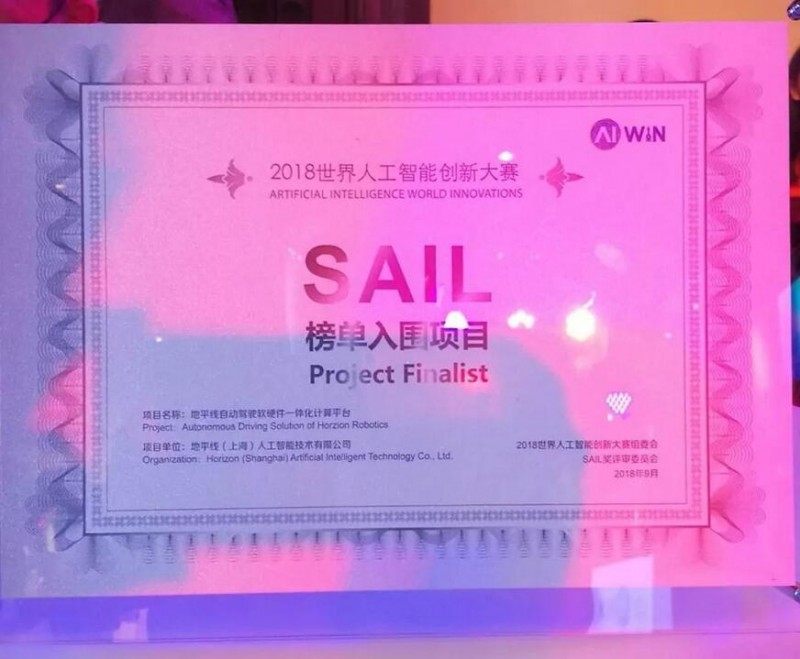 AI WIN
2018世界人工智能创新大赛
ARTIFICIAL INTELLIGENCE WORLD INNOVATIONS
SAIL
榜单入围项目
Project Finalist
项目名称：地平线自动驾驶软硬件一体化计算平台
Project：Autonomous Driving Solution of Horzion Robotics
项目单位：地平线（上海）人工智能技术有限公司
Organization：Horizon (Shanghai) Artificial Intelligent Technology Co., Ltd.
2018世界人工智能创新大赛组委会
SAIL奖评审委员会
2018年9月